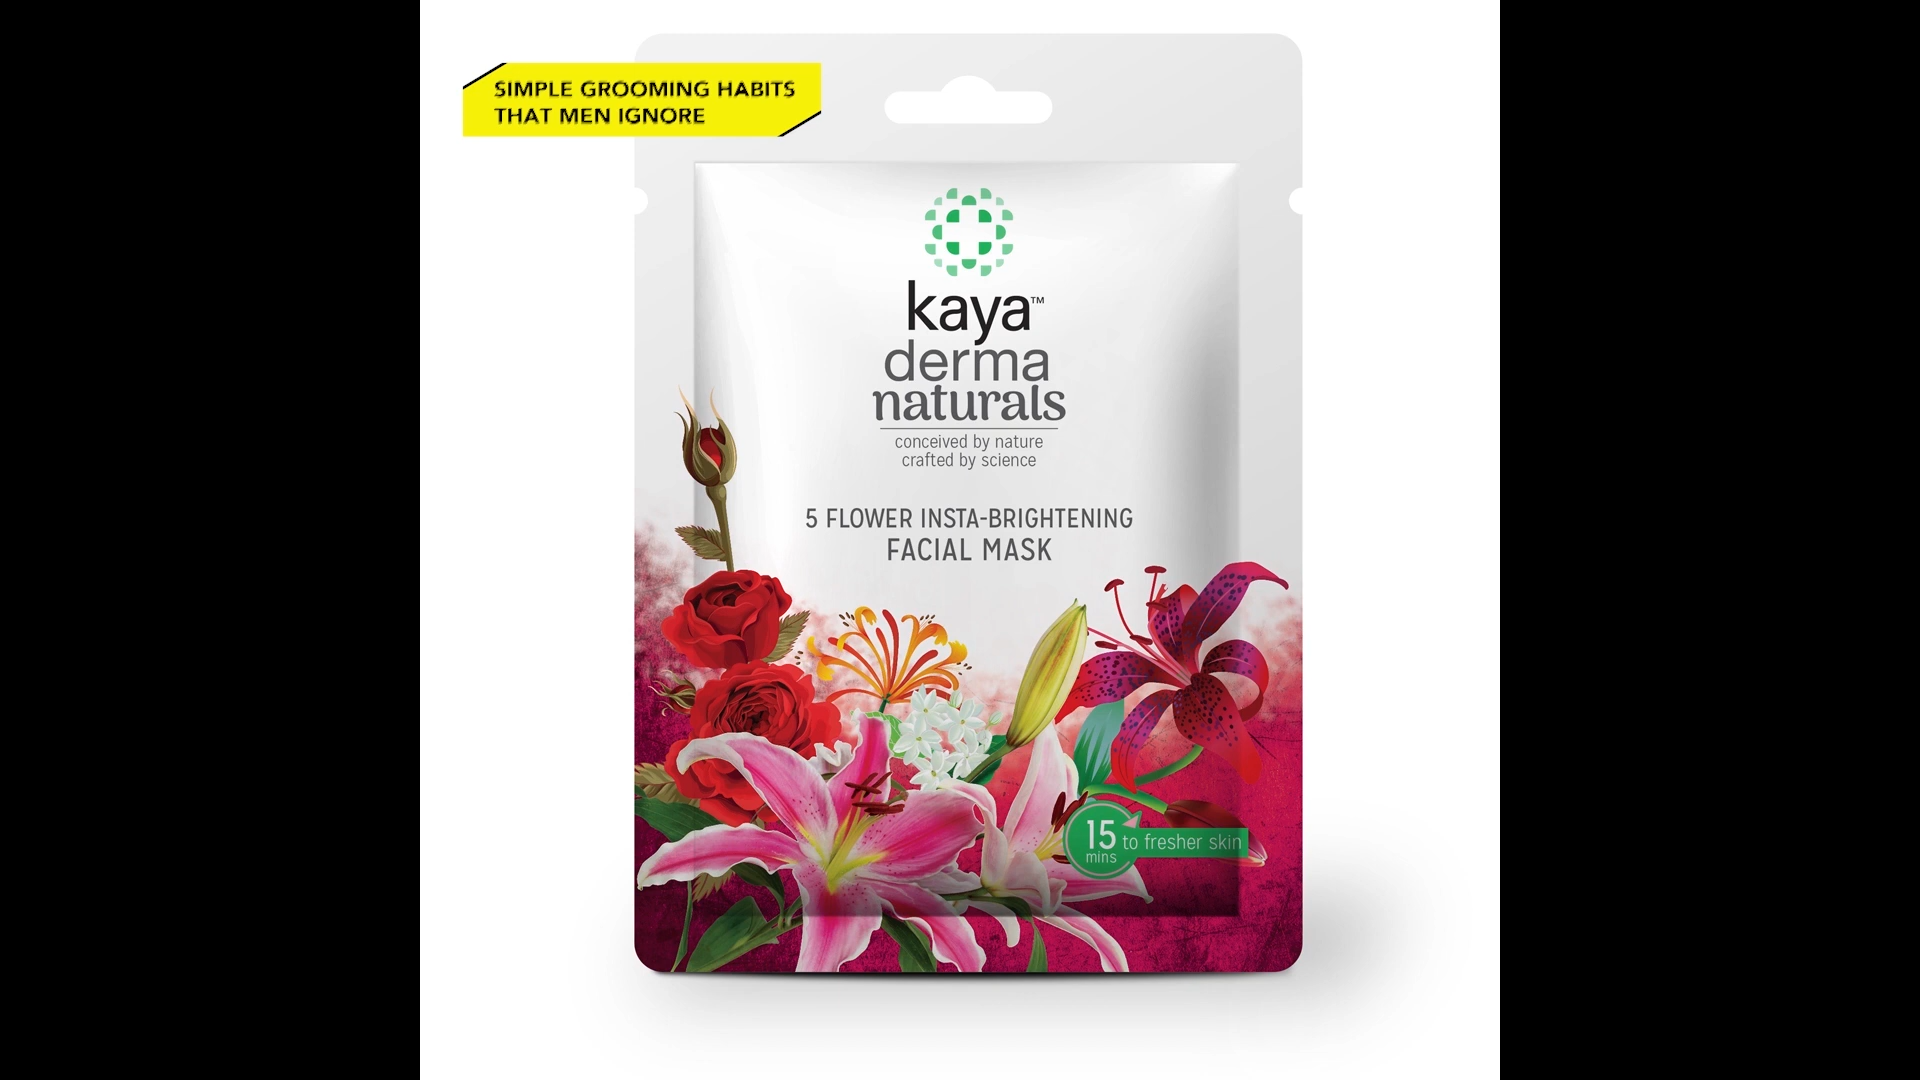 SIMPLE GROOMING HABITS
THAT MEN IGNORE
kaya™
derma
naturals
conceived by nature
crafted by science
5 FLOWER INSTA-BRIGHTENING
FACIAL MASK
15
mins
to fresher skin